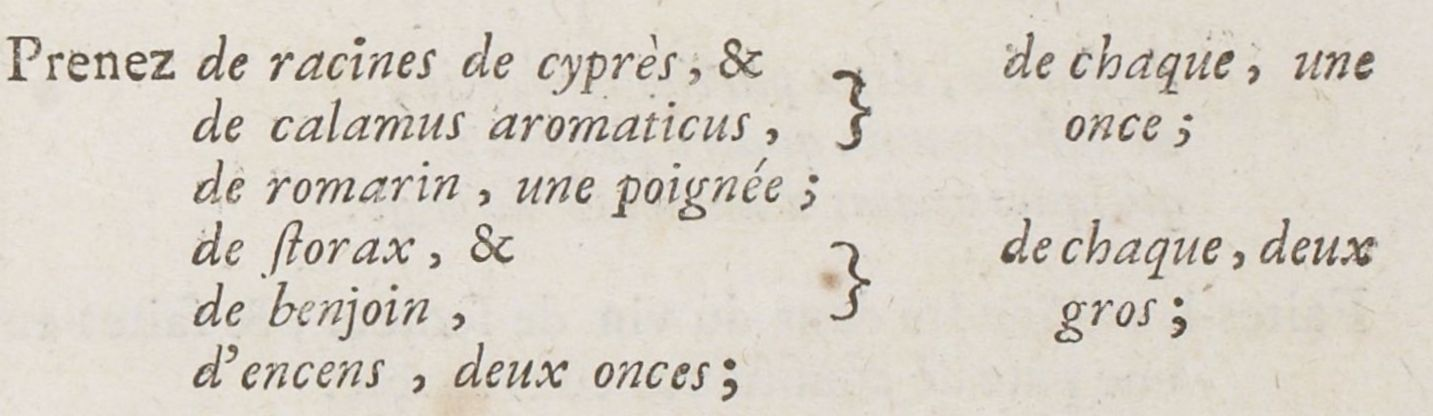 Prenez de racines de cyprès, & } de chaque, une
de calamus aromaticus, } once ;
de romarin, une poignée ;
de ſtorax, & } de chaque, deux
de benjoin, } gros ;
d'encens, deux onces ;